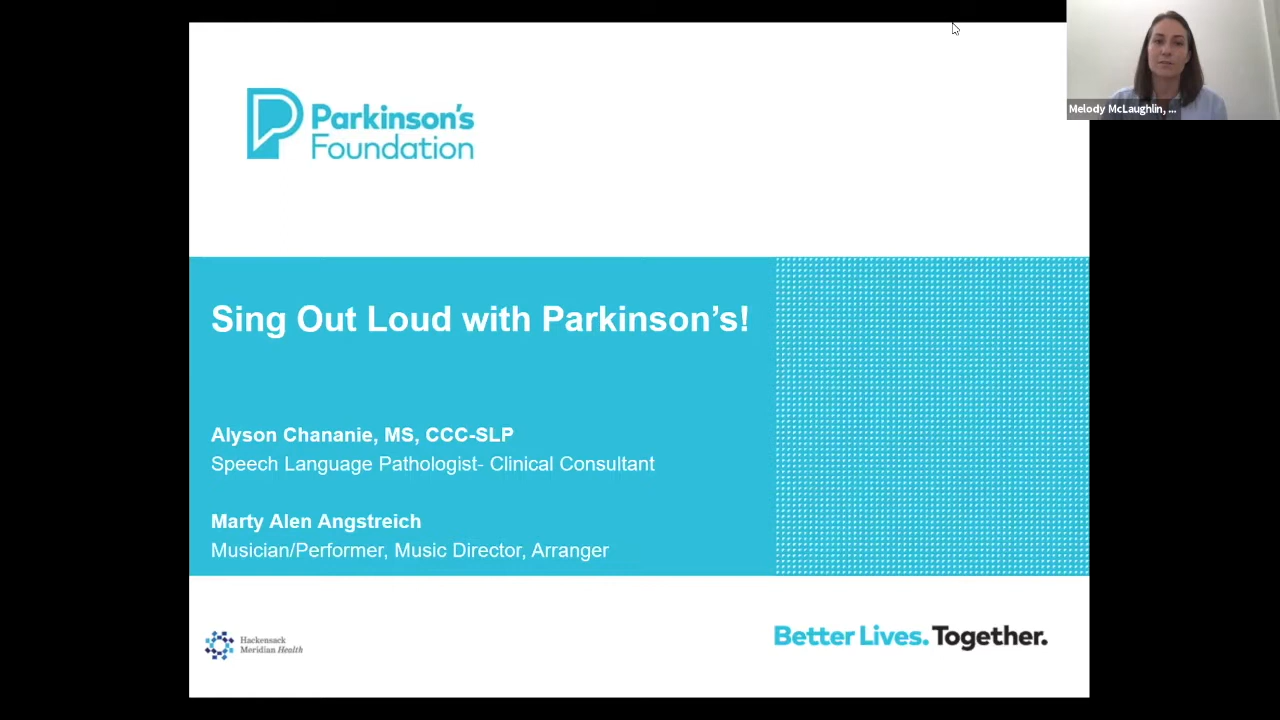 Parkinson's
Foundation
Melody McLaughlin, ...
Sing Out Loud with Parkinson's!
Alyson Chananie, MS, CCC-SLP
Speech Language Pathologist- Clinical Consultant
Marty Alen Angstreich
Musician/Performer, Music Director, Arranger
Hackensack
Meridian Health
Better Lives. Together.